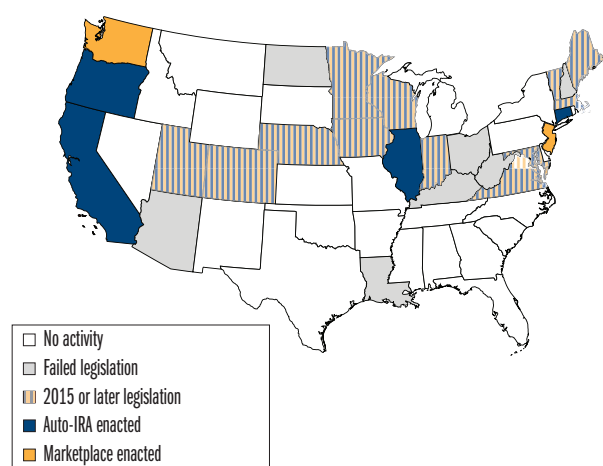 No activity
Failed legislation
2015 or later legislation
Auto-IRA enacted
Marketplace enacted